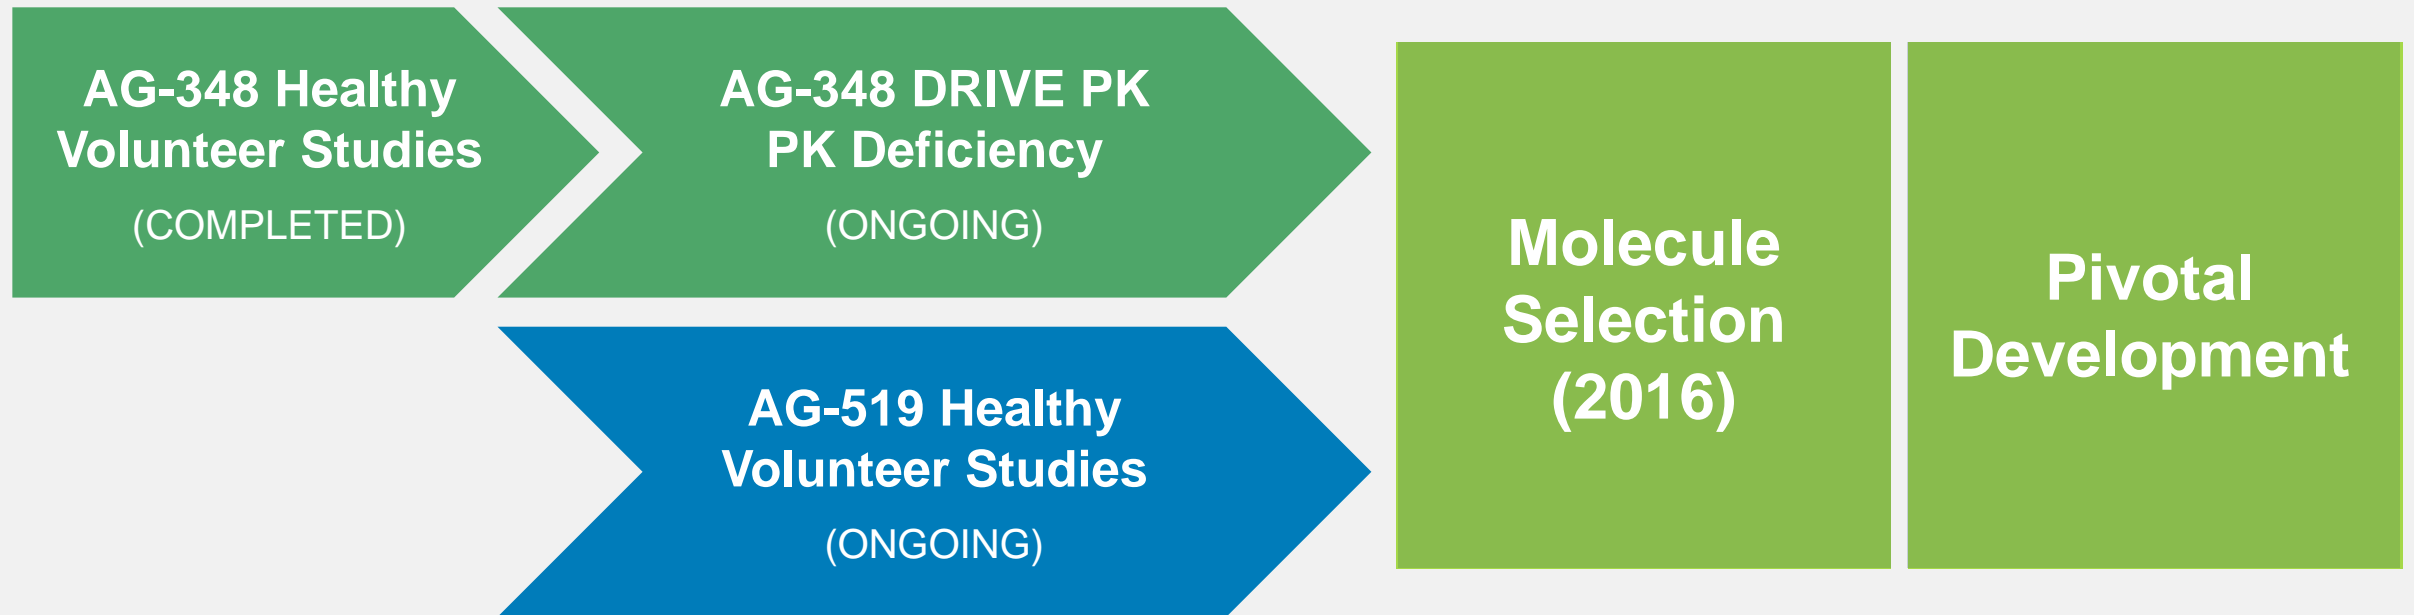 AG-348 Healthy
Volunteer Studies
(COMPLETED)
AG-348 DRIVE PK
PK Deficiency
(ONGOING)
AG-519 Healthy
Volunteer Studies
(ONGOING)
Molecule
Selection
(2016)
Pivotal
Development